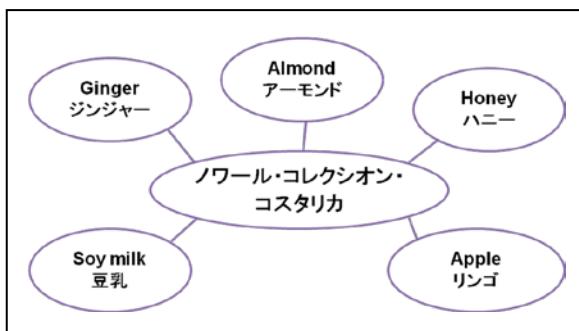 Ginger
ジンジャー
Almond
アーモンド
Honey
ハニー
ノワール・コレクシオン・
コスタリカ
Soy milk
豆乳
Apple
リンゴ